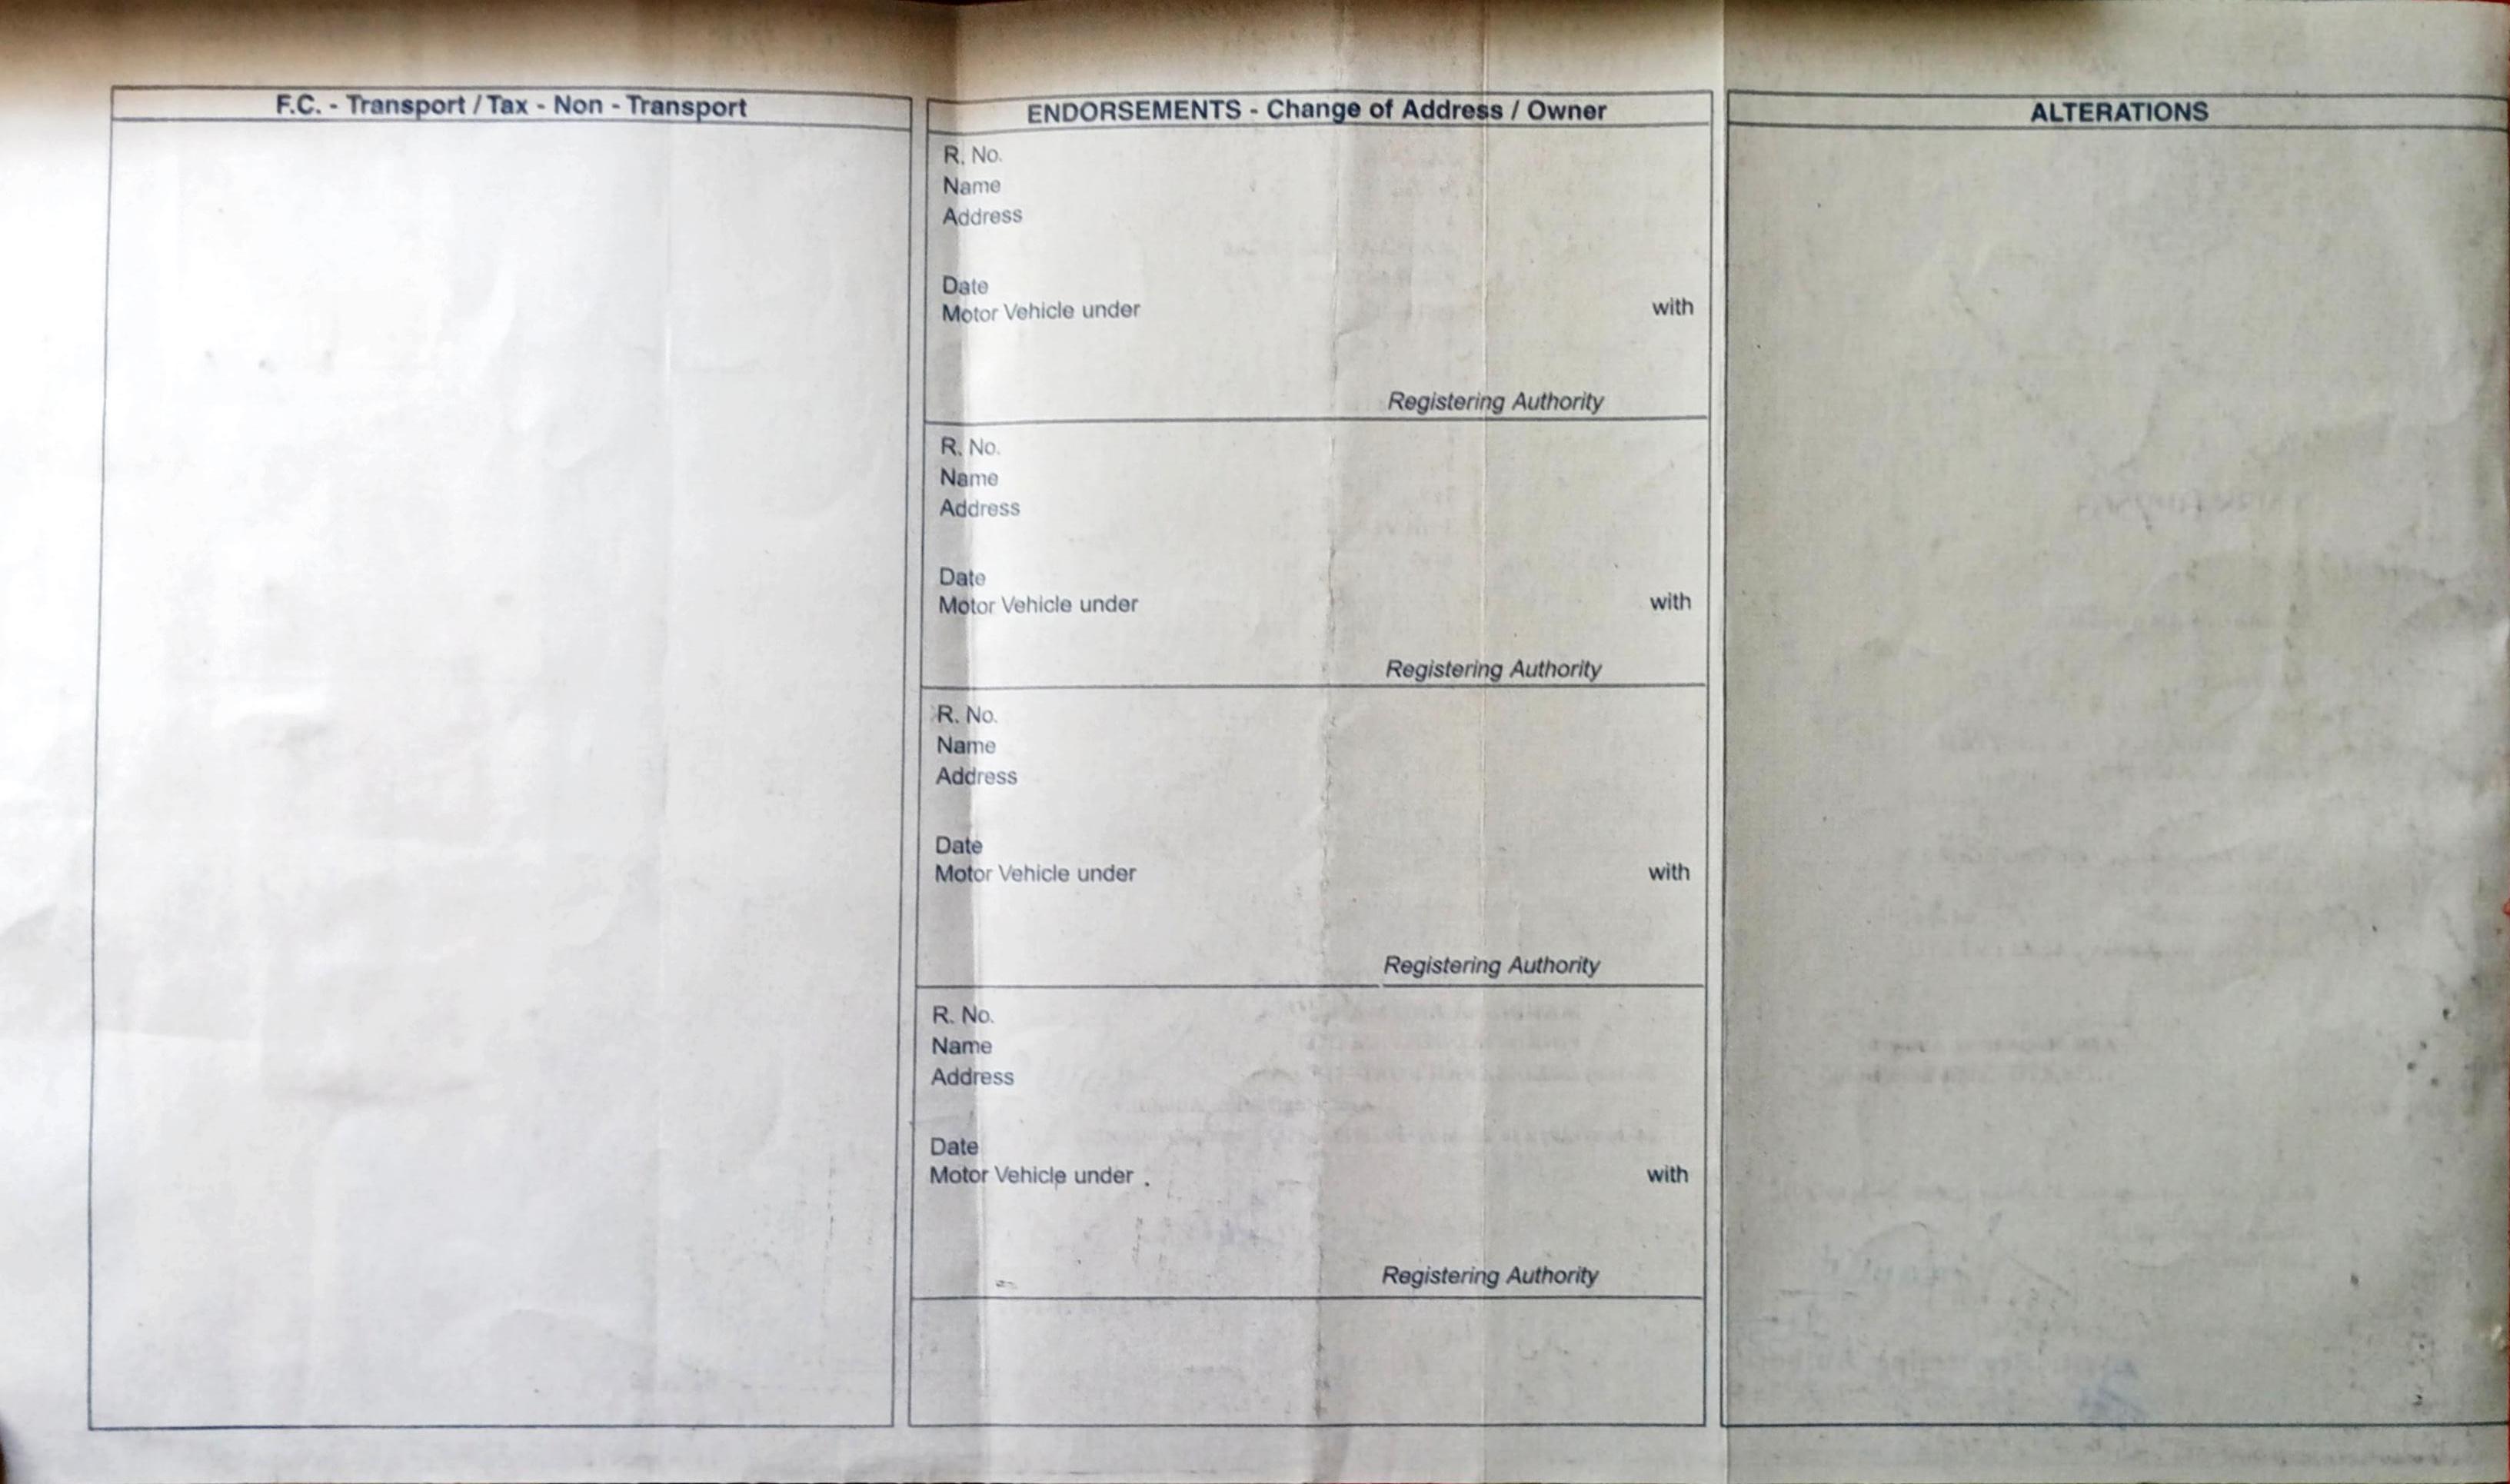 F.C. - Transport / Tax - Non - Transport
ENDORSEMENTS - Change of Address / Owner
R. No.
Name
Address
Date
Motor Vehicle under with
Registering Authority
R. No.
Name
Address
Date
Motor Vehicle under with
Registering Authority
R. No.
Name
Address
Date
Motor Vehicle under with
Registering Authority
R. No.
Name
Address
Date
Motor Vehicle under . with
Registering Authority
ALTERATIONS